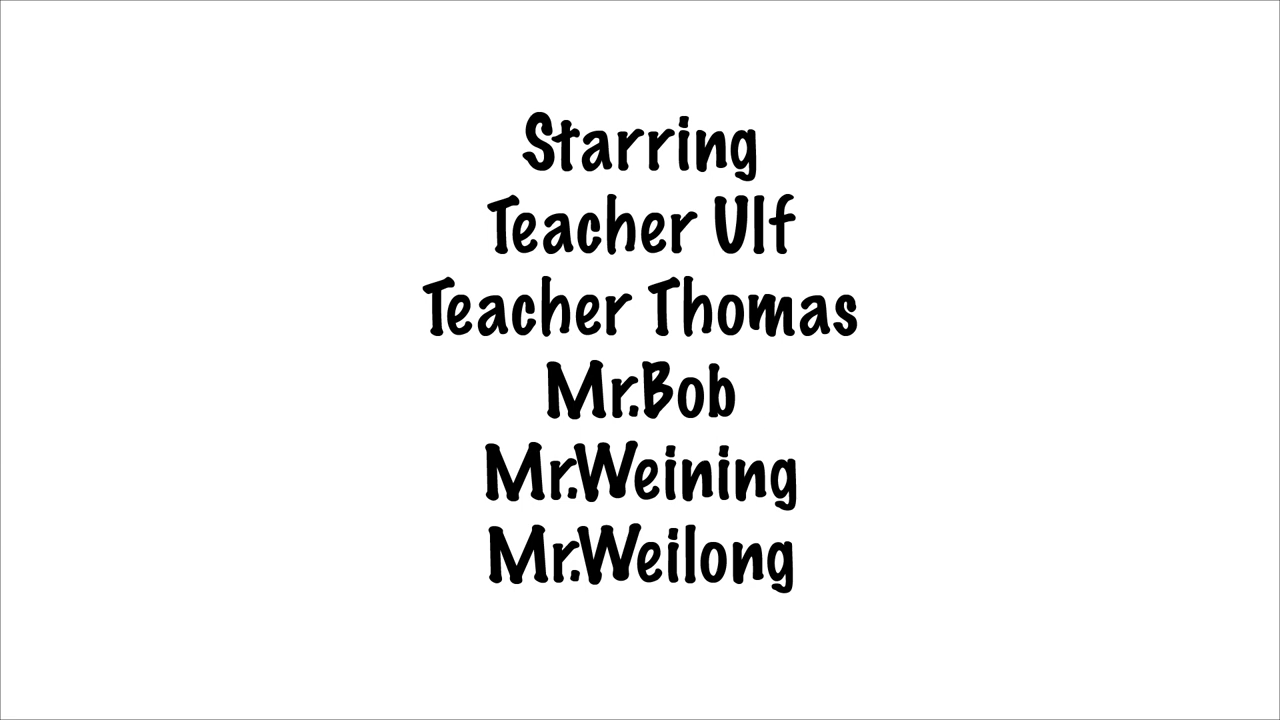 Starring
Teacher Ulf
Teacher Thomas
Mr.Bob
Mr.Weining
Mr.Weilong